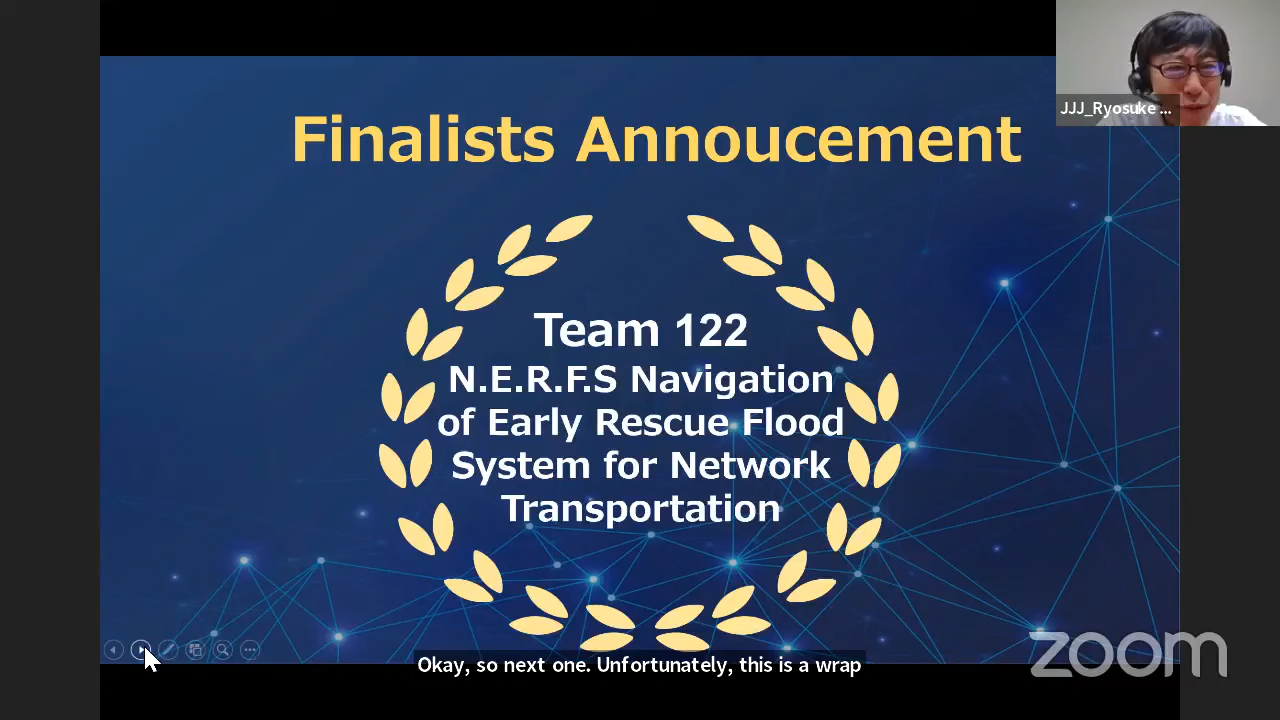 Finalists Annoucement
JJJ_Ryosuke ...
Team 122
N.E.R.F.S Navigation
of Early Rescue Flood
System for Network
Transportation
Okay, so next one. Unfortunately, this is a wrap
zoom